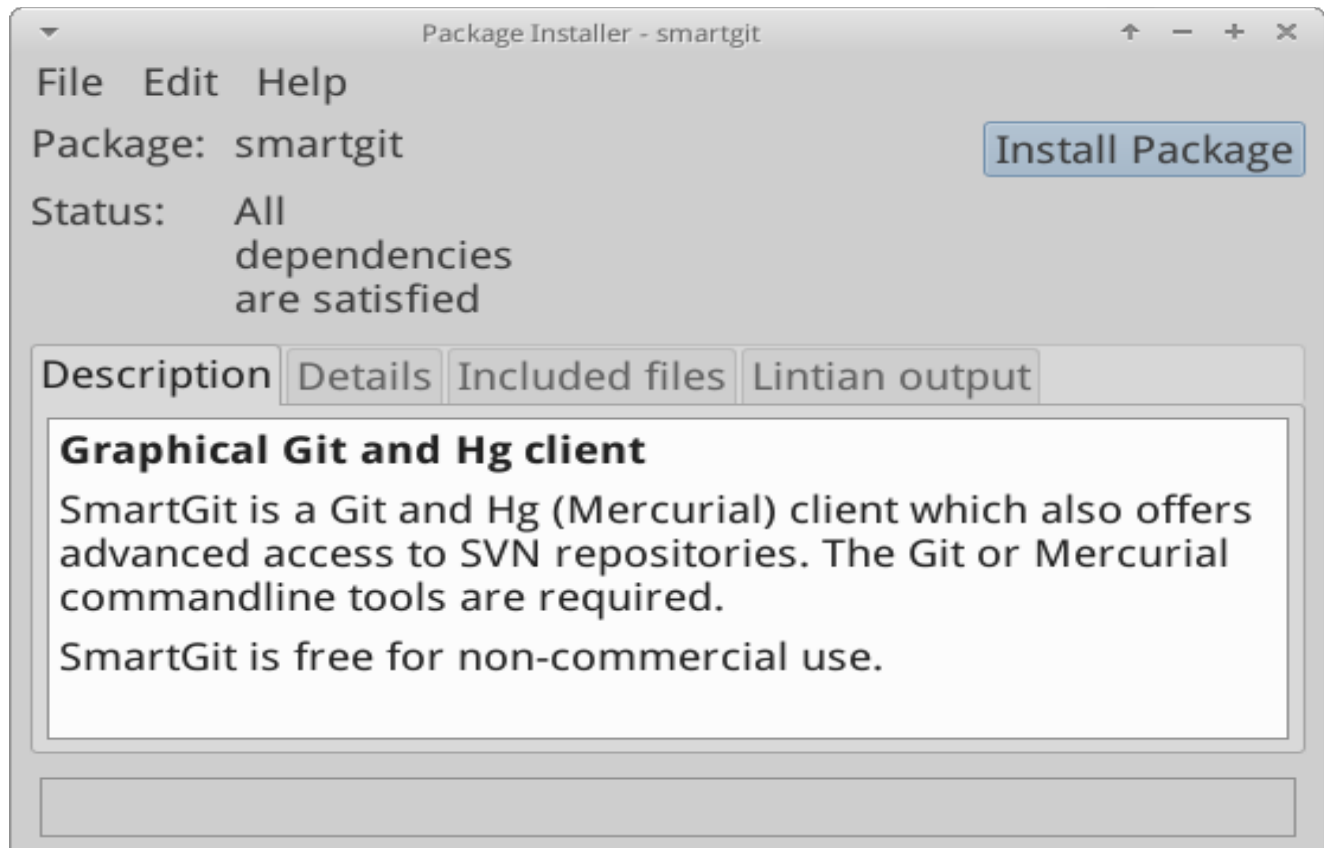 Package Installer - smartgit
File Edit Help
Package: smartgit
Install Package
Status: All
dependencies
are satisfied
Description Details Included files Lintian output
Graphical Git and Hg client
SmartGit is a Git and Hg (Mercurial) client which also offers
advanced access to SVN repositories. The Git or Mercurial
commandline tools are required.
SmartGit is free for non-commercial use.